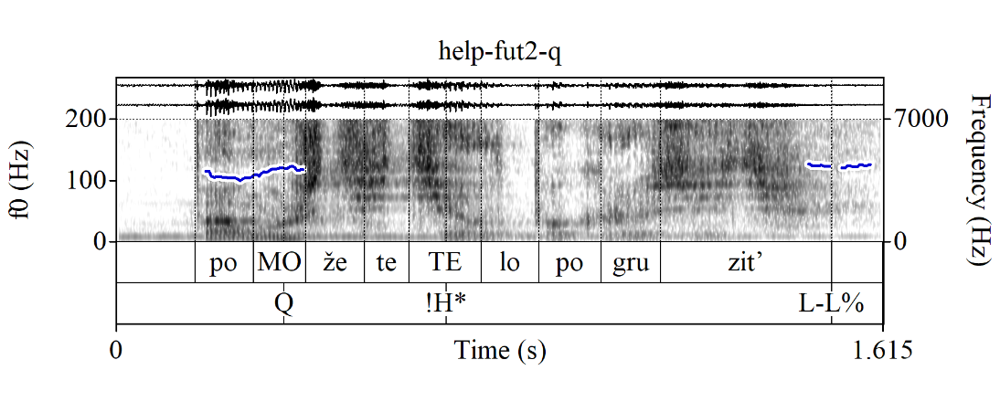 help-fut2-q
200
7000
100
0
0
f0 (Hz)
Frequency (Hz)
po MO že te TE lo po gru zit’
Q !H* L-L%
0 Time (s) 1.615